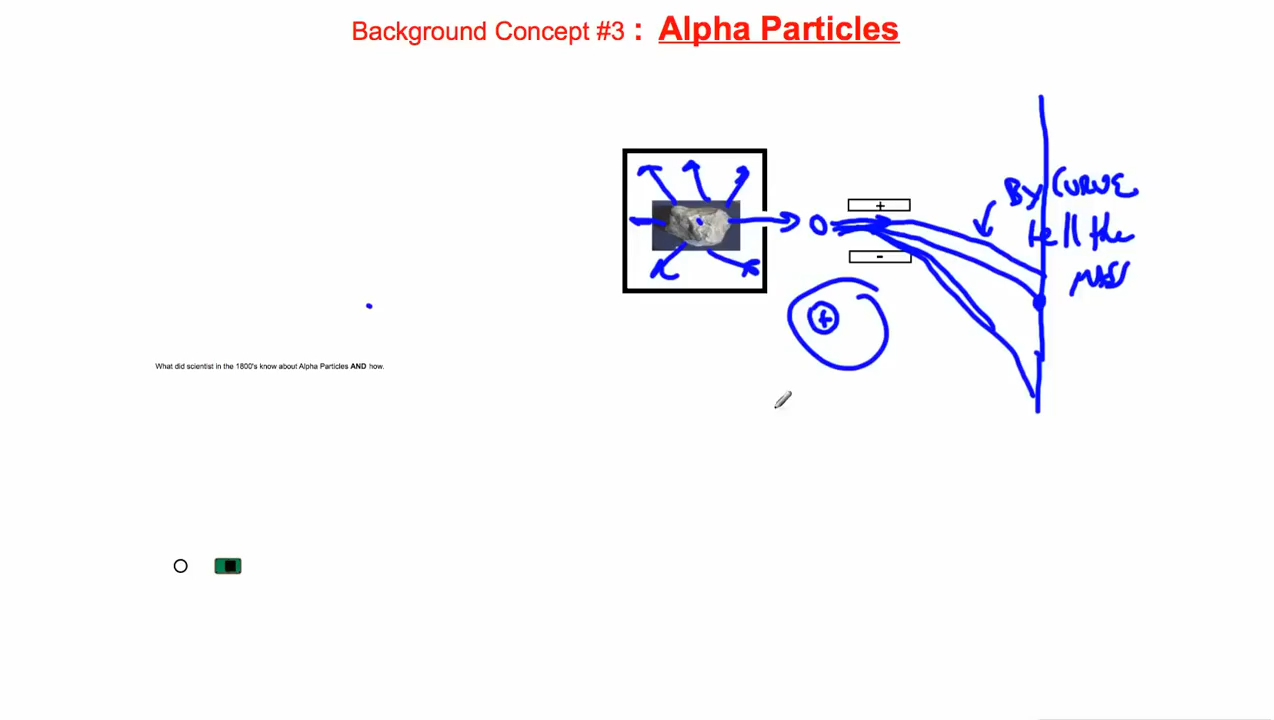 Background Concept #3 : Alpha Particles
+
By CURVE
tell the
MASS
-
+
What did scientist in the 1800's know about Alpha Particles AND how.